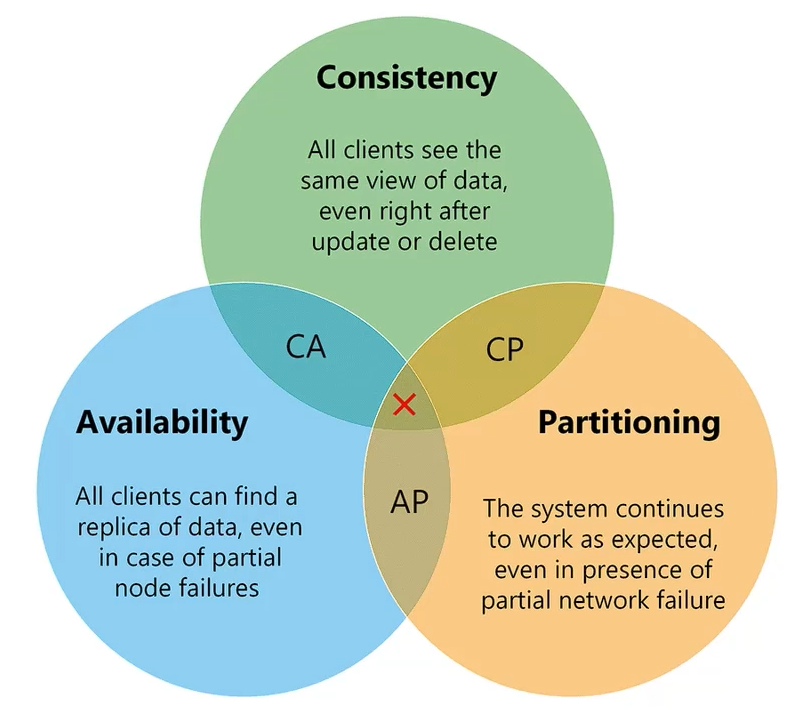 Consistency
All clients see the
same view of data,
even right after
update or delete
CA
CP
Availability
All clients can find a
replica of data, even
in case of partial
node failures
AP
Partitioning
The system continues
to work as expected,
even in presence of
partial network failure